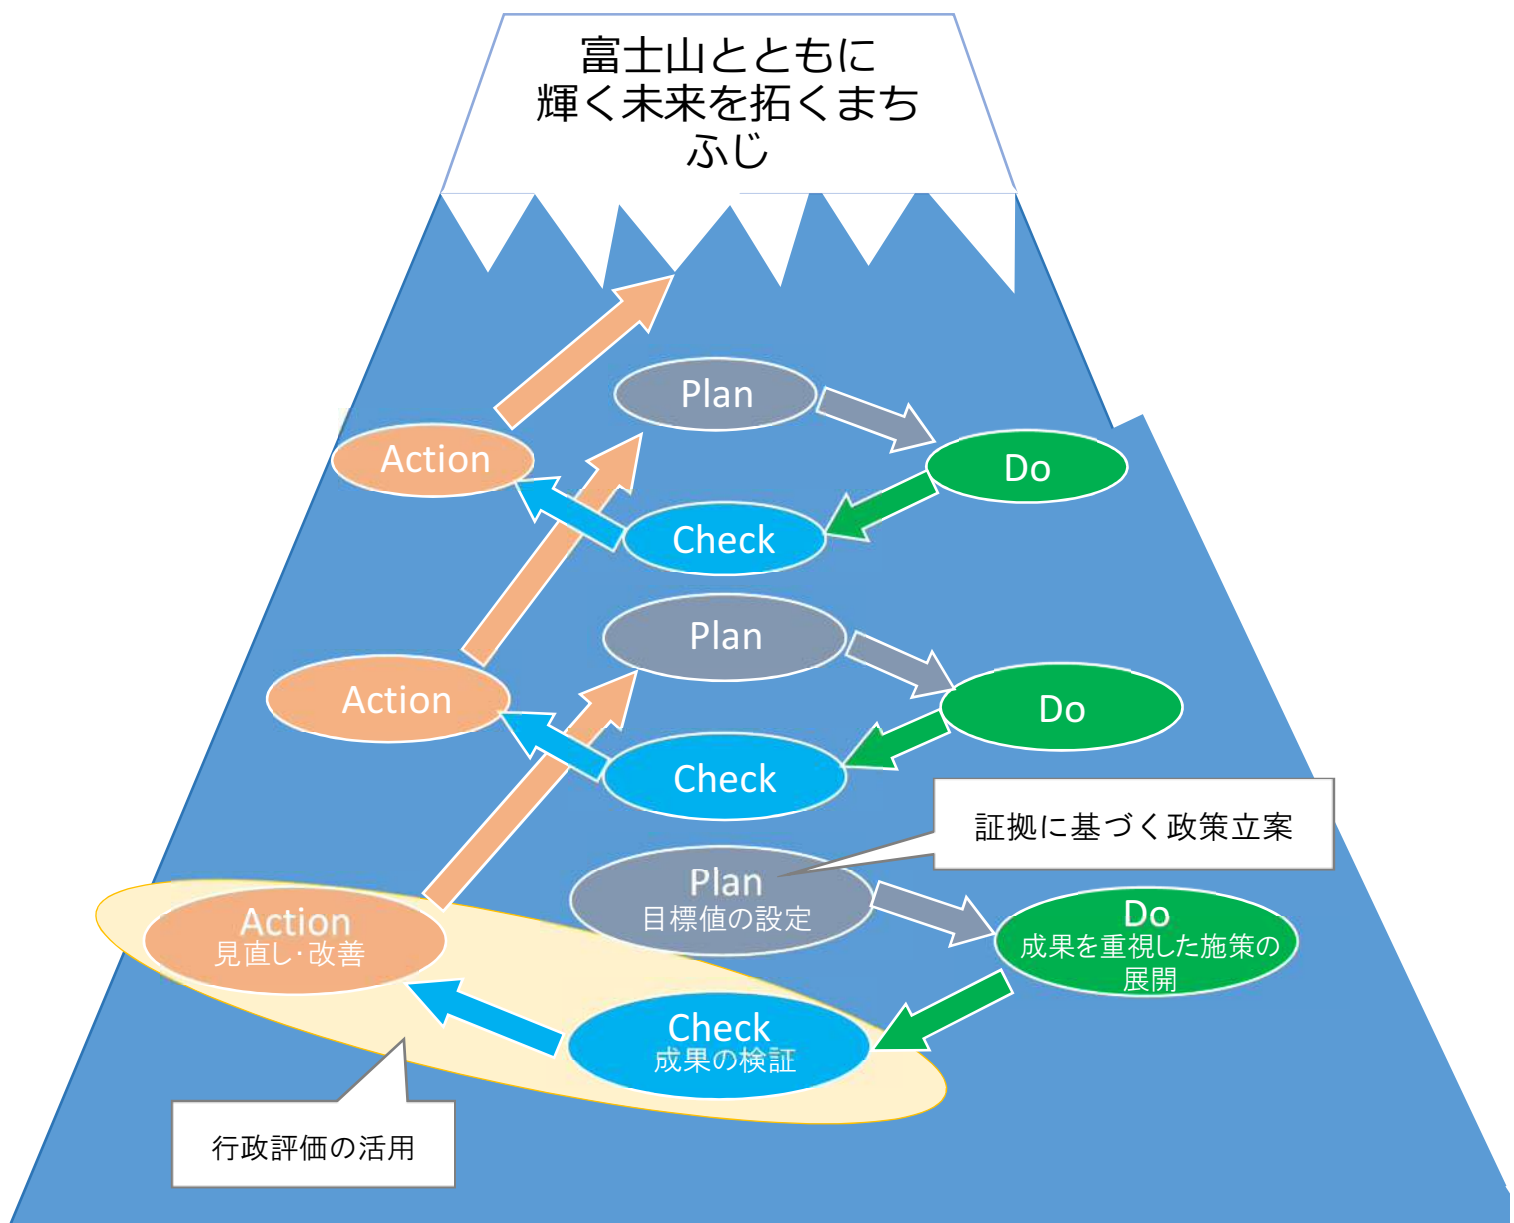 富士山とともに
輝く未来を拓くまち
ふじ
Plan
Action
Do
Check
Plan
Action
Do
Check
証拠に基づく政策立案
Plan
目標値の設定
Do
成果を重視した施策の
展開
Action
見直し・改善
Check
成果の検証
行政評価の活用